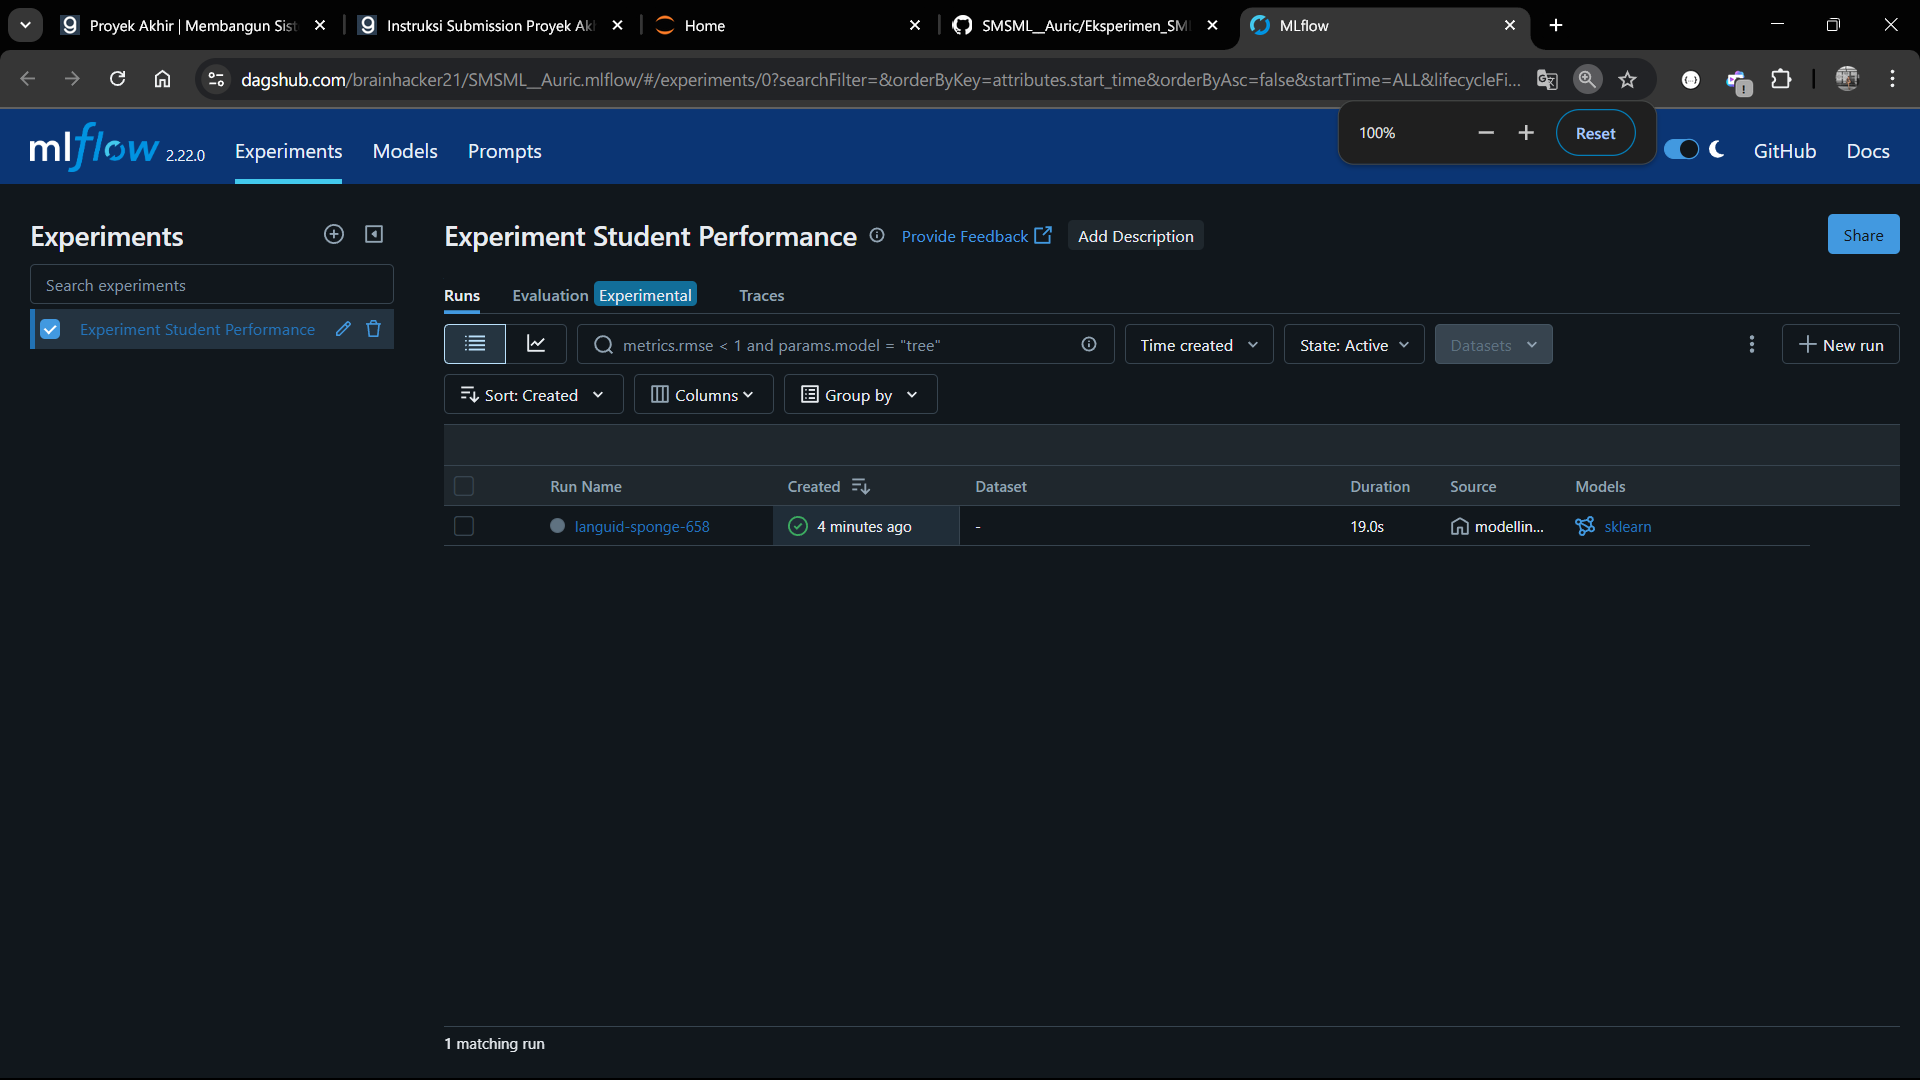 Proyek Akhir | Membangun Sist
Instruksi Submission Proyek Akh
Home
SMSML_Auric/Eksperimen_SM
MLflow
dagshub.com/brainhacker21/SMSML_Auric.mlflow/#/experiments/0?searchFilter=&orderByKey=attributes.start_time&orderByAsc=false&startTime=ALL&lifecycleFi...
100%
Reset
mlflow 2.22.0
Experiments
Models
Prompts
GitHub
Docs
Experiments
Search experiments
Experiment Student Performance
Experiment Student Performance
Provide Feedback
Add Description
Share
Runs
Evaluation Experimental
Traces
metrics.rmse < 1 and params.model = "tree"
Time created
State: Active
Datasets
New run
Sort: Created
Columns
Group by
Run Name
Created
Dataset
Duration
Source
Models
languid-sponge-658
4 minutes ago
-
19.0s
modellin...
sklearn
1 matching run